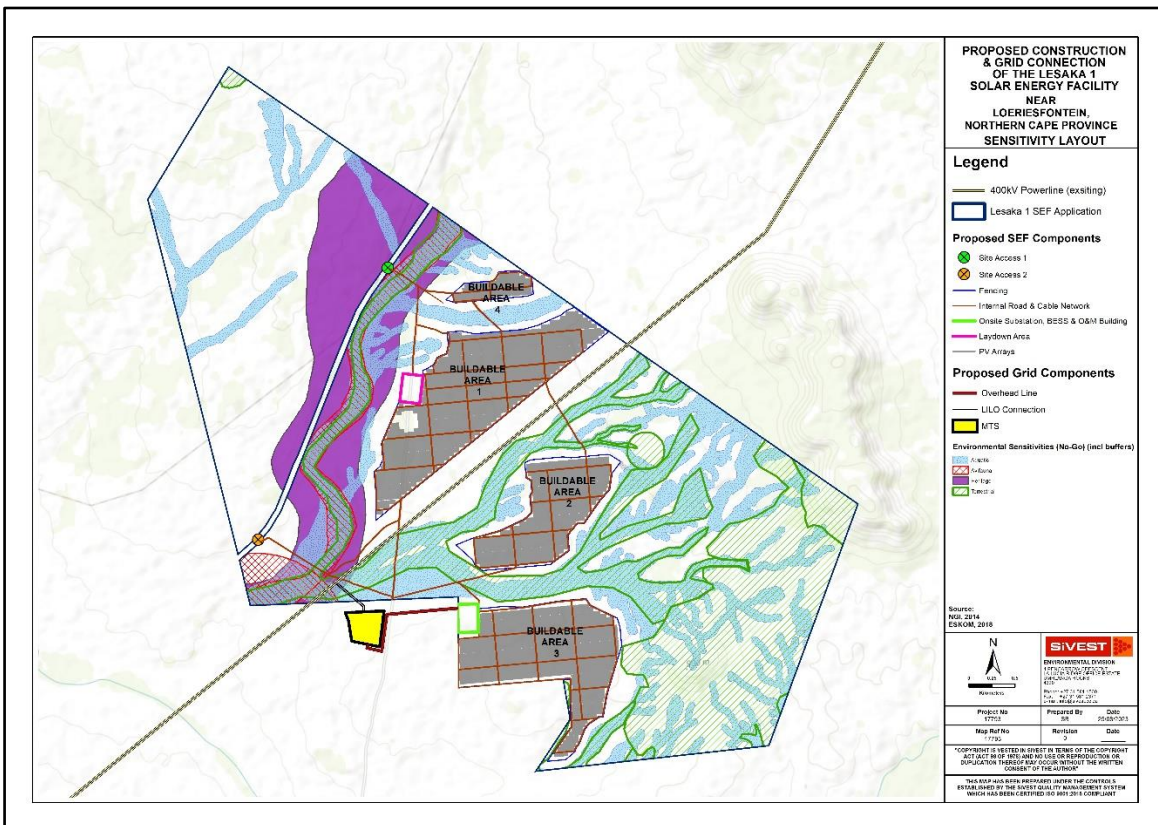 PROPOSED CONSTRUCTION
& GRID CONNECTION
OF THE LESAKA 1
SOLAR ENERGY FACILITY
NEAR
LOERIESFONTEIN,
NORTHERN CAPE PROVINCE
SENSITIVITY LAYOUT
Legend
400kV Powerline (exsiting)
Lesaka 1 SEF Application
Proposed SEF Components
Site Access 1
Site Access 2
Fencing
Internal Road & Cable Network
Onsite Substation, BESS & O&M Building
Laydown Area
PV Arrays
Proposed Grid Components
Overhead Line
LILO Connection
MTS
Environmental Sensitivities (No-Go) (incl buffers)
Heritage
Terrestrial
BUILDABLE
AREA
4
BUILDABLE
AREA
1
BUILDABLE
AREA
2
BUILDABLE
AREA
3
Source:
NGI, 2014
ESKOM, 2018
N
Kilometers
SiVEST
ENVIRONMENTAL DIVISION
Project No
Prepared By
Date
Map Ref No
Revision
Date
"COPYRIGHT IS VESTED IN SIVEST IN TERMS OF THE COPYRIGHT
ACT (ACT 98 OF 1978) AND NO USE OR REPRODUCTION OR
DUPLICATION THEREOF MAY OCCUR WITHOUT THE WRITTEN
CONSENT OF THE AUTHOR"
THIS MAP HAS BEEN PREPARED UNDER THE CONTROLS
ESTABLISHED BY THE SIVEST QUALITY MANAGEMENT SYSTEM
WHICH HAS BEEN CERTIFIED ISO 9001:2015 COMPLIANT